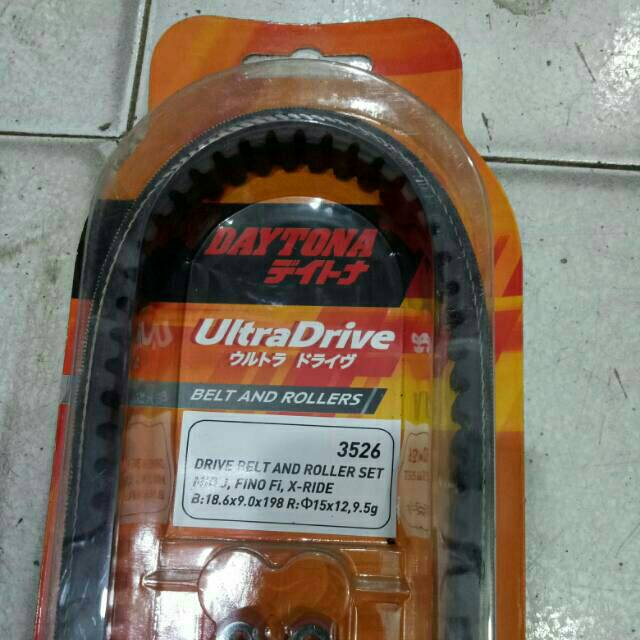 DAYTONA
デイトナ
UltraDrive
ウルトラ ドライヴ
BELT AND ROLLERS
3526
DRIVE BELT AND ROLLER SET
MIO J, FINO Fi, X-RIDE
B:18.6x9.0x198 R:Φ15x12,9.5g